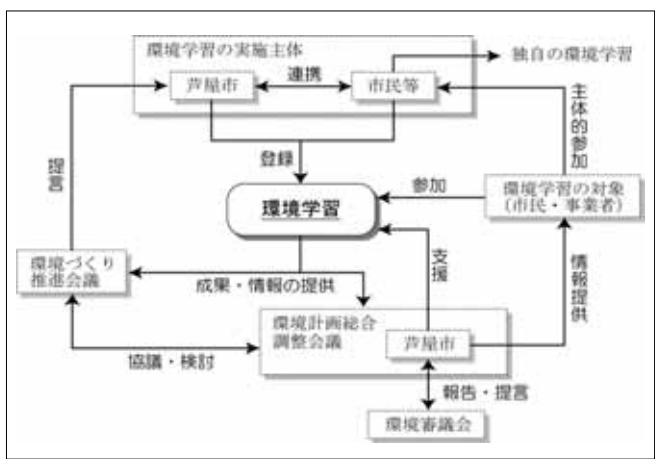 環境学習の実施主体
芦屋市
連携
市民等
独自の環境学習
主体的参加
提言
登録
参加
環境学習の対象
(市民・事業者)
環境学習
環境づくり
推進会議
成果・情報の提供
支援
情報提供
環境計画総合
調整会議
芦屋市
協議・検討
報告・提言
環境審議会